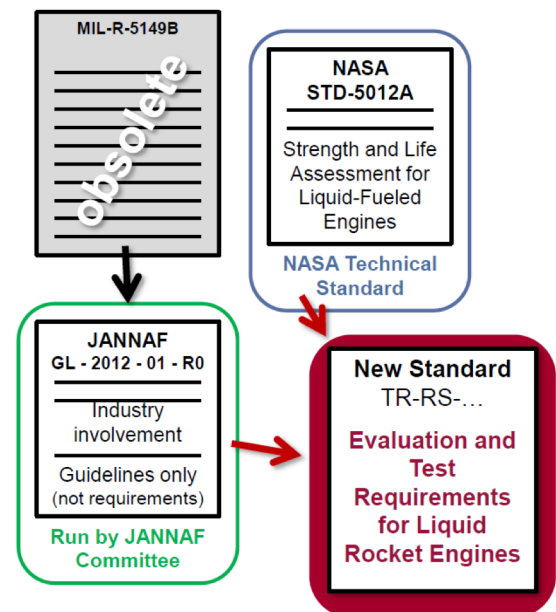 MIL-R-5149B
obsolete
NASA
STD-5012A
Strength and Life
Assessment for
Liquid-Fueled
Engines
NASA Technical
Standard
JANNAF
GL - 2012 - 01 - R0
Industry
involvement
Guidelines only
(not requirements)
Run by JANNAF
Committee
New Standard
TR-RS-...
Evaluation and
Test
Requirements
for Liquid
Rocket Engines